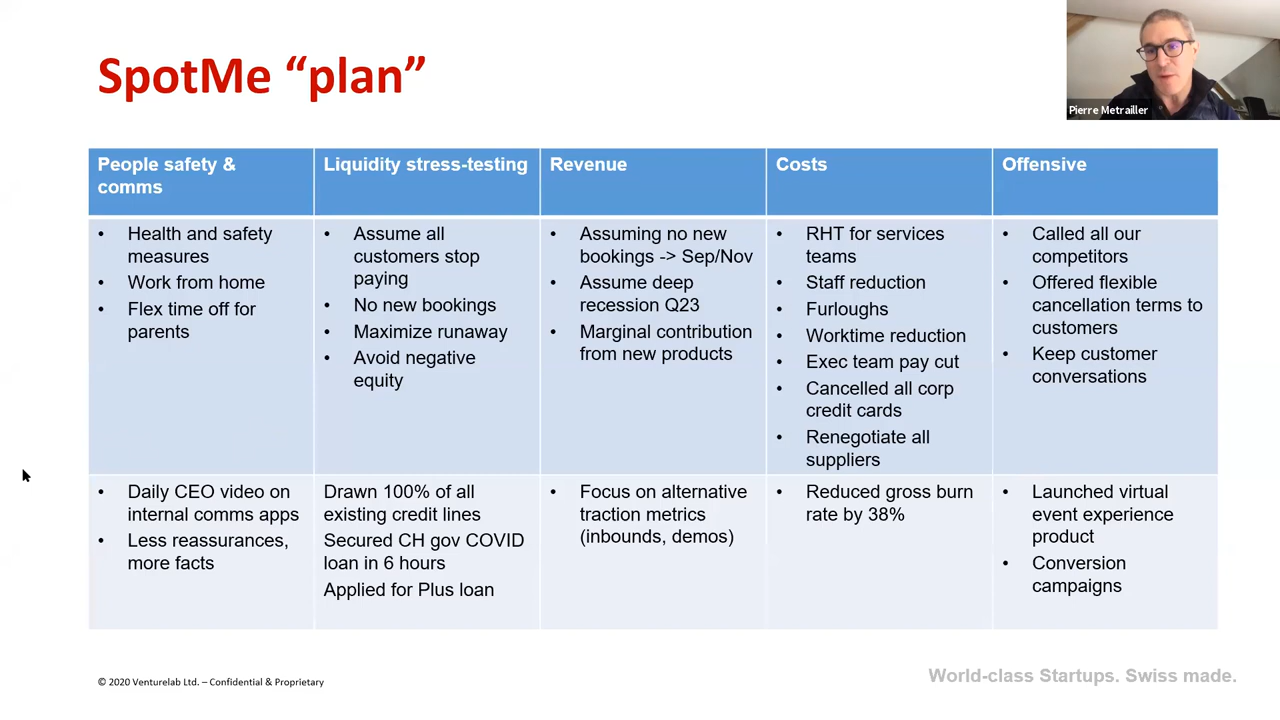 SpotMe “plan”
Pierre Metrailler
People safety &
comms
Liquidity stress-testing
Revenue
Costs
Offensive
• Health and safety
measures
• Work from home
• Flex time off for
parents
• Assume all
customers stop
paying
• No new bookings
• Maximize runaway
• Avoid negative
equity
• Assuming no new
bookings -> Sep/Nov
• Assume deep
recession Q23
• Marginal contribution
from new products
• RHT for services
teams
• Staff reduction
• Furloughs
• Worktime reduction
• Exec team pay cut
• Cancelled all corp
credit cards
• Renegotiate all
suppliers
• Called all our
competitors
• Offered flexible
cancellation terms to
customers
• Keep customer
conversations
• Daily CEO video on
internal comms apps
• Less reassurances,
more facts
Drawn 100% of all
existing credit lines
Secured CH gov COVID
loan in 6 hours
Applied for Plus loan
• Focus on alternative
traction metrics
(inbounds, demos)
• Reduced gross burn
rate by 38%
• Launched virtual
event experience
product
• Conversion
campaigns
© 2020 Venturelab Ltd. – Confidential & Proprietary
World-class Startups. Swiss made.